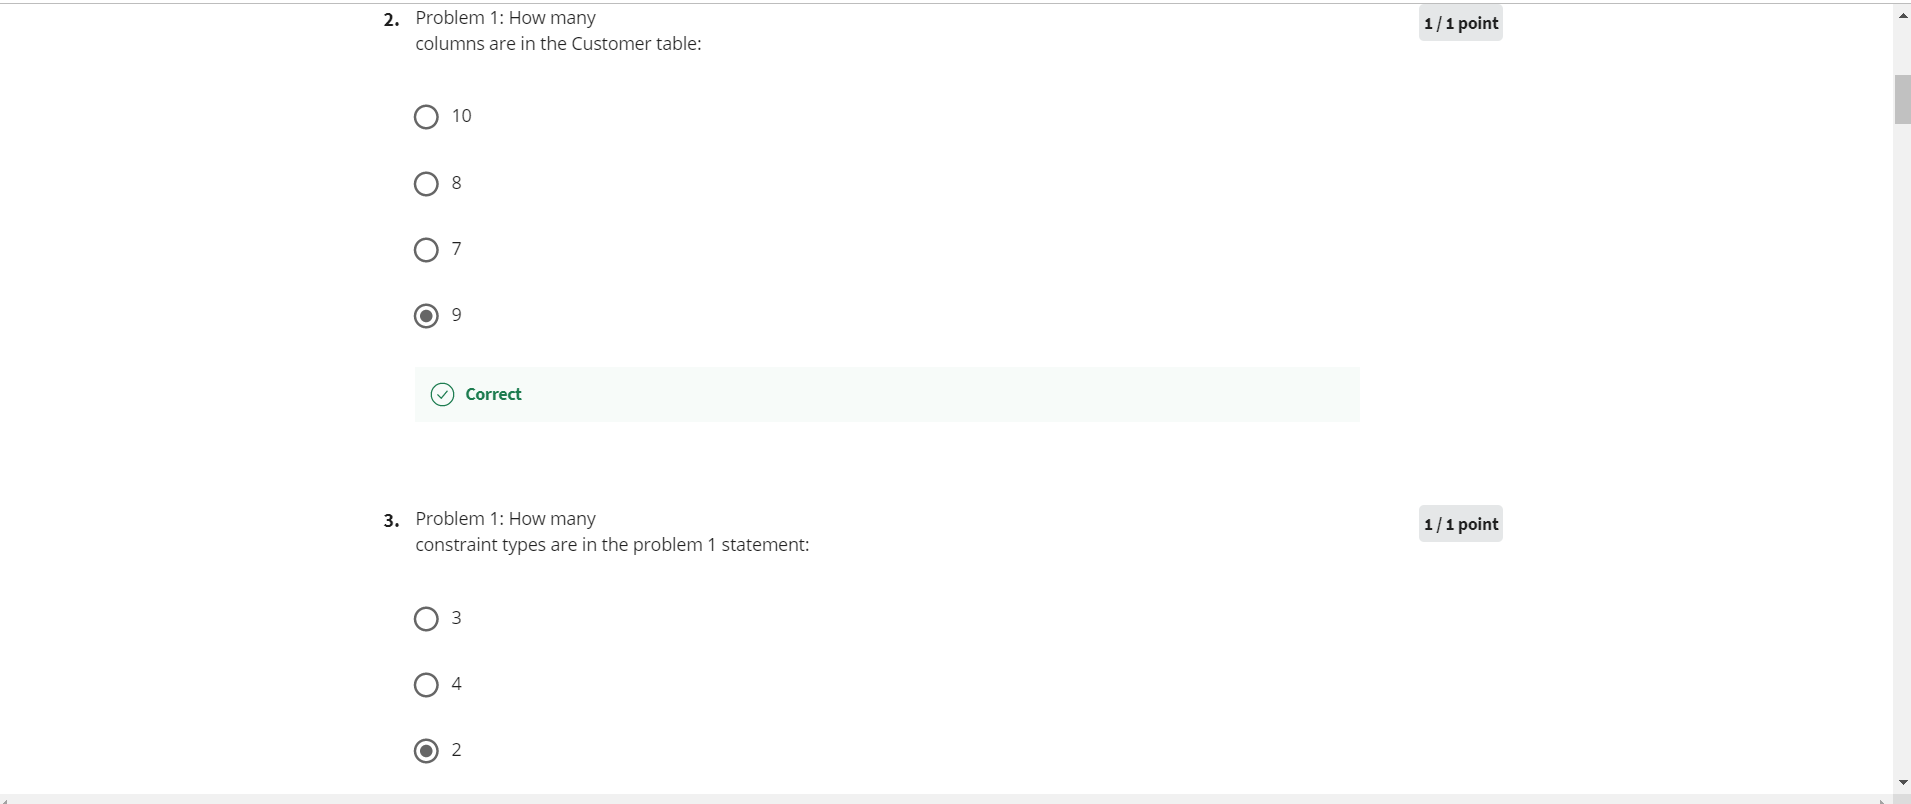 2. Problem 1: How many 1 / 1 point
columns are in the Customer table:
10
8
7
9
Correct
3. Problem 1: How many 1 / 1 point
constraint types are in the problem 1 statement:
3
4
2